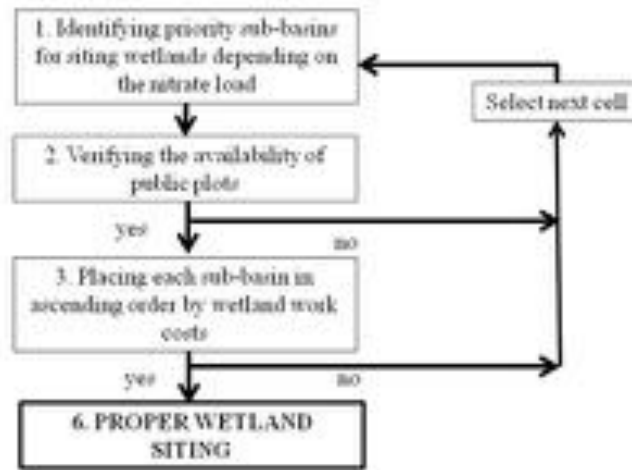 1. Identifying priority sub-basins
for siting wetlands depending on
the nitrate load
Select next cell
2. Verifying the availability of
public plots
yes
no
3. Placing each sub-basin in
ascending order by wetland work
costs
yes
no
6. PROPER WETLAND
SITING